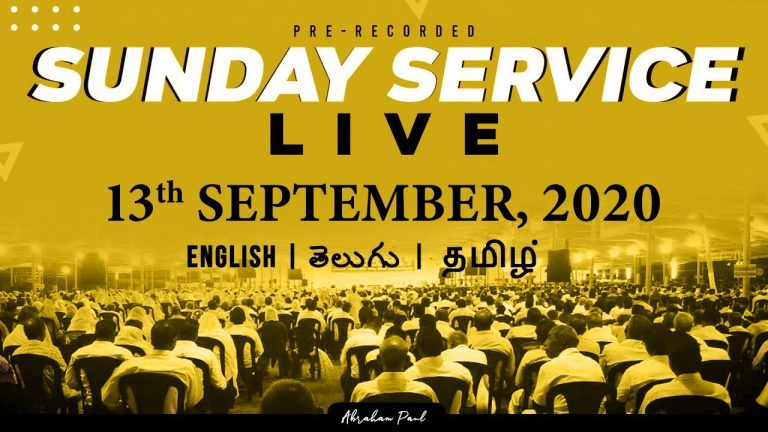 PRE-RECORDED
SUNDAY SERVICE
LIVE
13th SEPTEMBER, 2020
ENGLISH | తెలుగు | தமிழ்
Abraham Paul